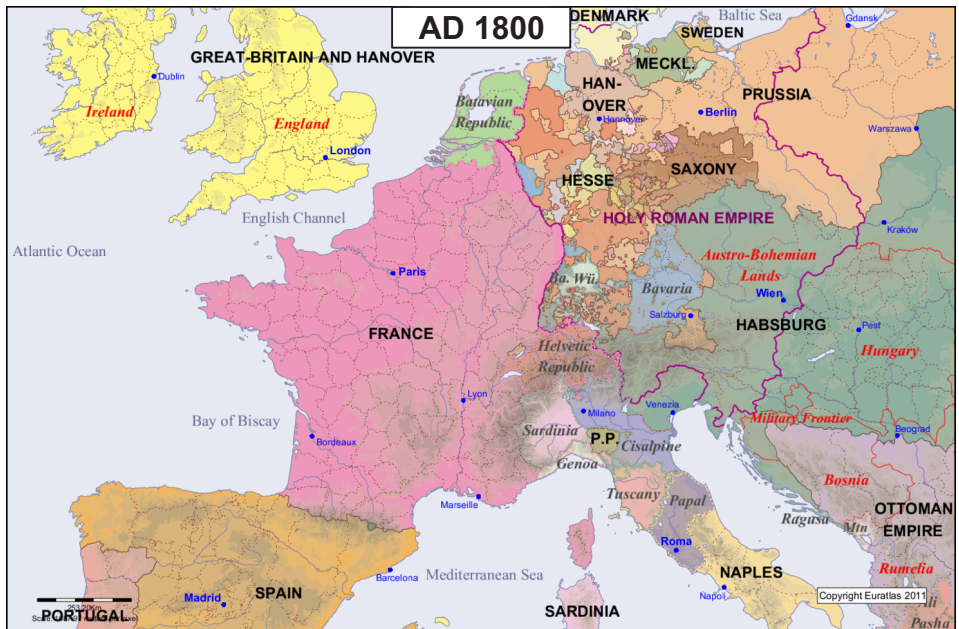 AD 1800
DENMARK
Baltic Sea
Gdansk
SWEDEN
GREAT-BRITAIN AND HANOVER
MECKL.
Dublin
HAN-
OVER
PRUSSIA
Batavian
Republic
Ireland
England
Hannover
Berlin
Warszawa
London
HESSE
SAXONY
English Channel
HOLY ROMAN EMPIRE
Kraków
Atlantic Ocean
Austro-Bohemian
Lands
Paris
Ba. Wü.
Bavaria
Wien
Salzburg
HABSBURG
FRANCE
Pest
Helvetic
Republic
Hungary
Lyon
Milano
Venezia
Military Frontier
Bay of Biscay
Bordeaux
Sardinia
P.P.
Cisalpine
Beograd
Genoa
Bosnia
Marseille
Tuscany
Papal
Ragusa
Mtn
OTTOMAN
EMPIRE
Roma
Rumelia
Barcelona
Mediterranean Sea
NAPLES
Madrid
SPAIN
Napoli
Copyright Euratlas 2011
PORTUGAL
SARDINIA
Ali
Pasha